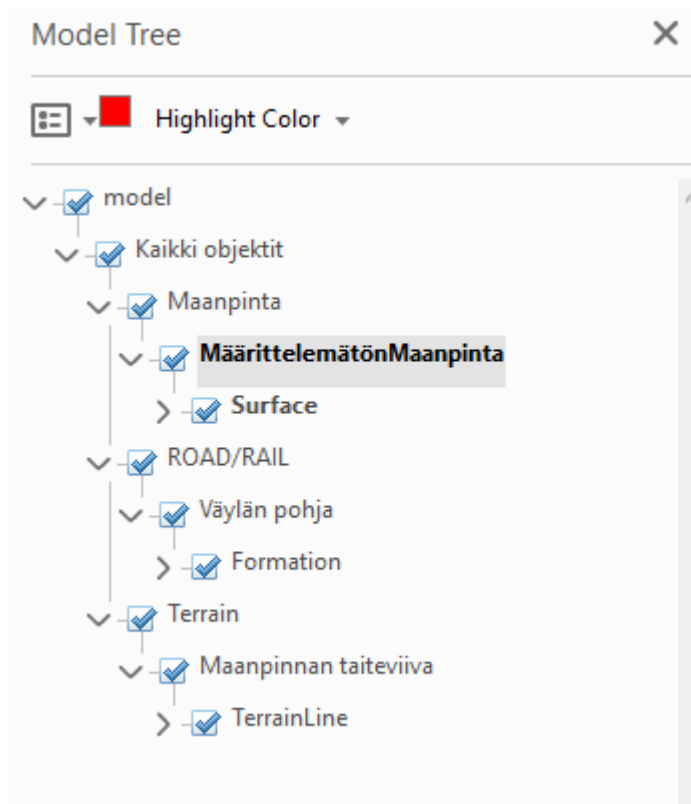 Model Tree
Highlight Color
model
Kaikki objektit
Maanpinta
MäärittelemätönMaanpinta
Surface
ROAD/RAIL
Väylän pohja
Formation
Terrain
Maanpinnan taiteviiva
TerrainLine